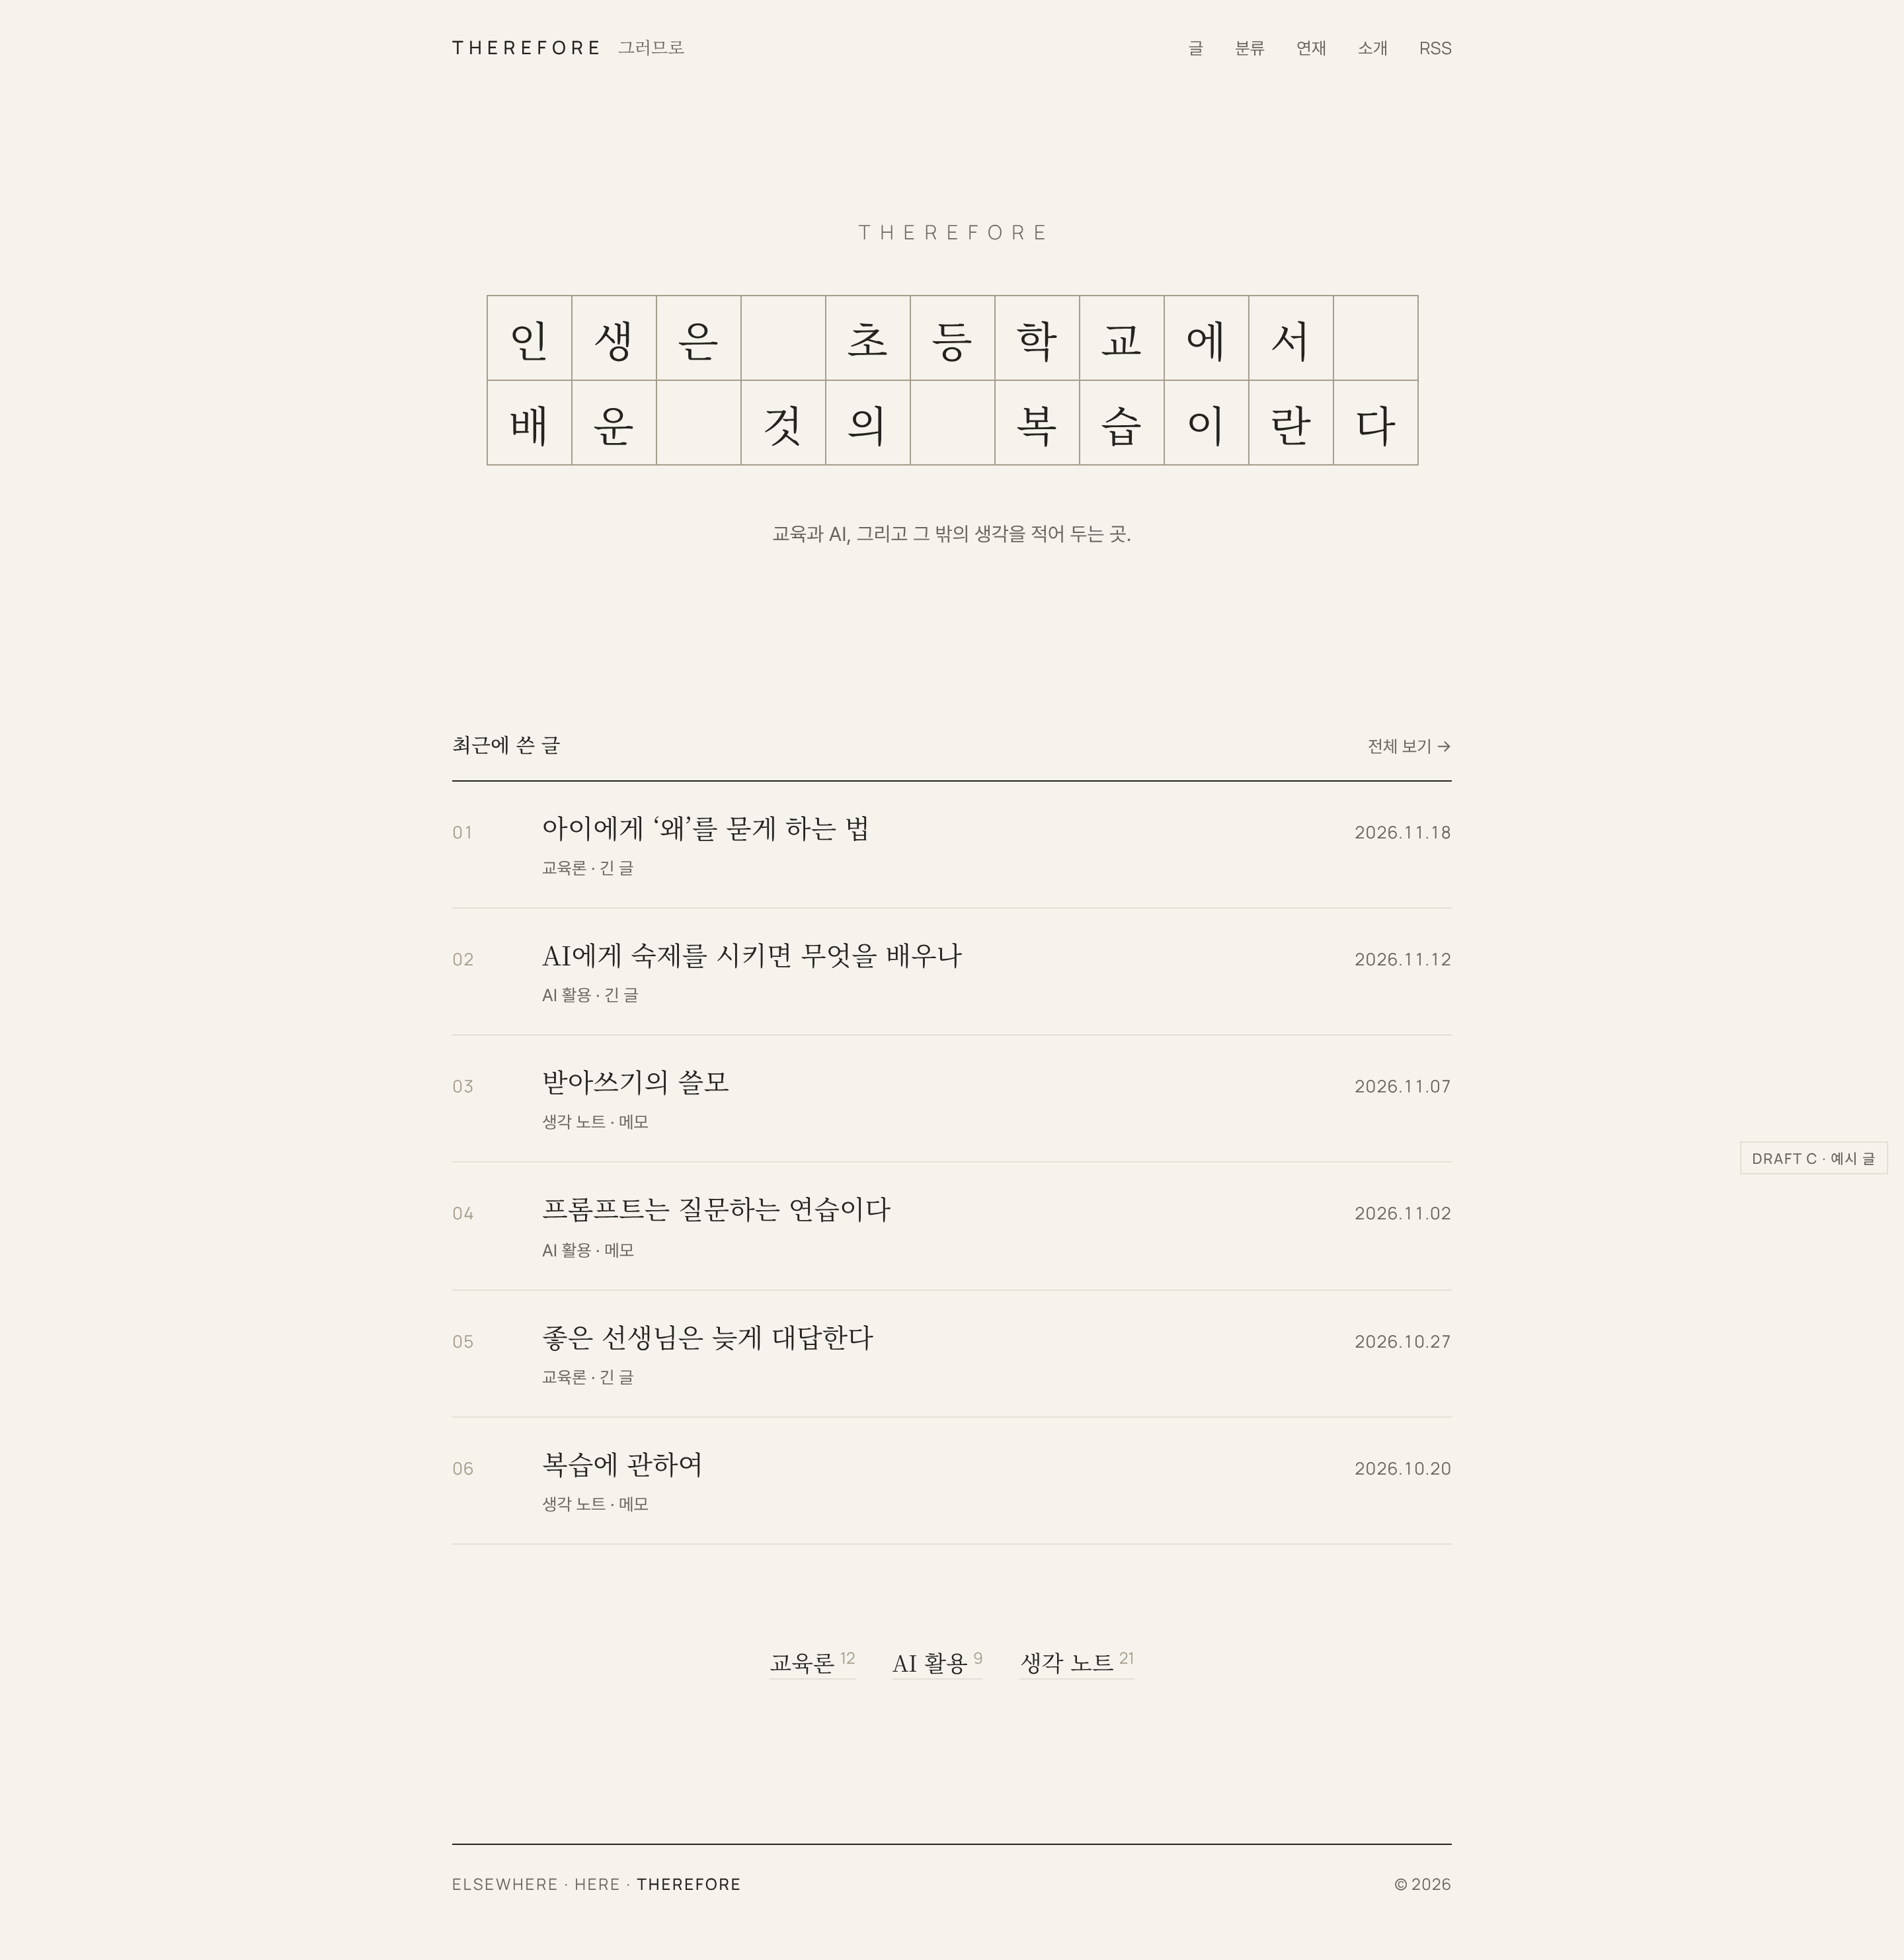 THEREFORE 그러므로
글 분류 연재 소개 RSS
THEREFORE
인생은 초등학교에서
배운 것의 복습이란다
교육과 AI, 그리고 그 밖의 생각을 적어 두는 곳.
최근에 쓴 글
전체 보기 →
01 아이에게 ‘왜’를 묻게 하는 법 2026.11.18
교육론 · 긴 글
02 AI에게 숙제를 시키면 무엇을 배우나 2026.11.12
AI 활용 · 긴 글
03 받아쓰기의 쓸모 2026.11.07
생각 노트 · 메모
DRAFT C · 예시 글
04 프롬프트는 질문하는 연습이다 2026.11.02
AI 활용 · 메모
05 좋은 선생님은 늦게 대답한다 2026.10.27
교육론 · 긴 글
06 복습에 관하여 2026.10.20
생각 노트 · 메모
교육론 12 AI 활용 9 생각 노트 21
ELSEWHERE · HERE · THEREFORE
© 2026